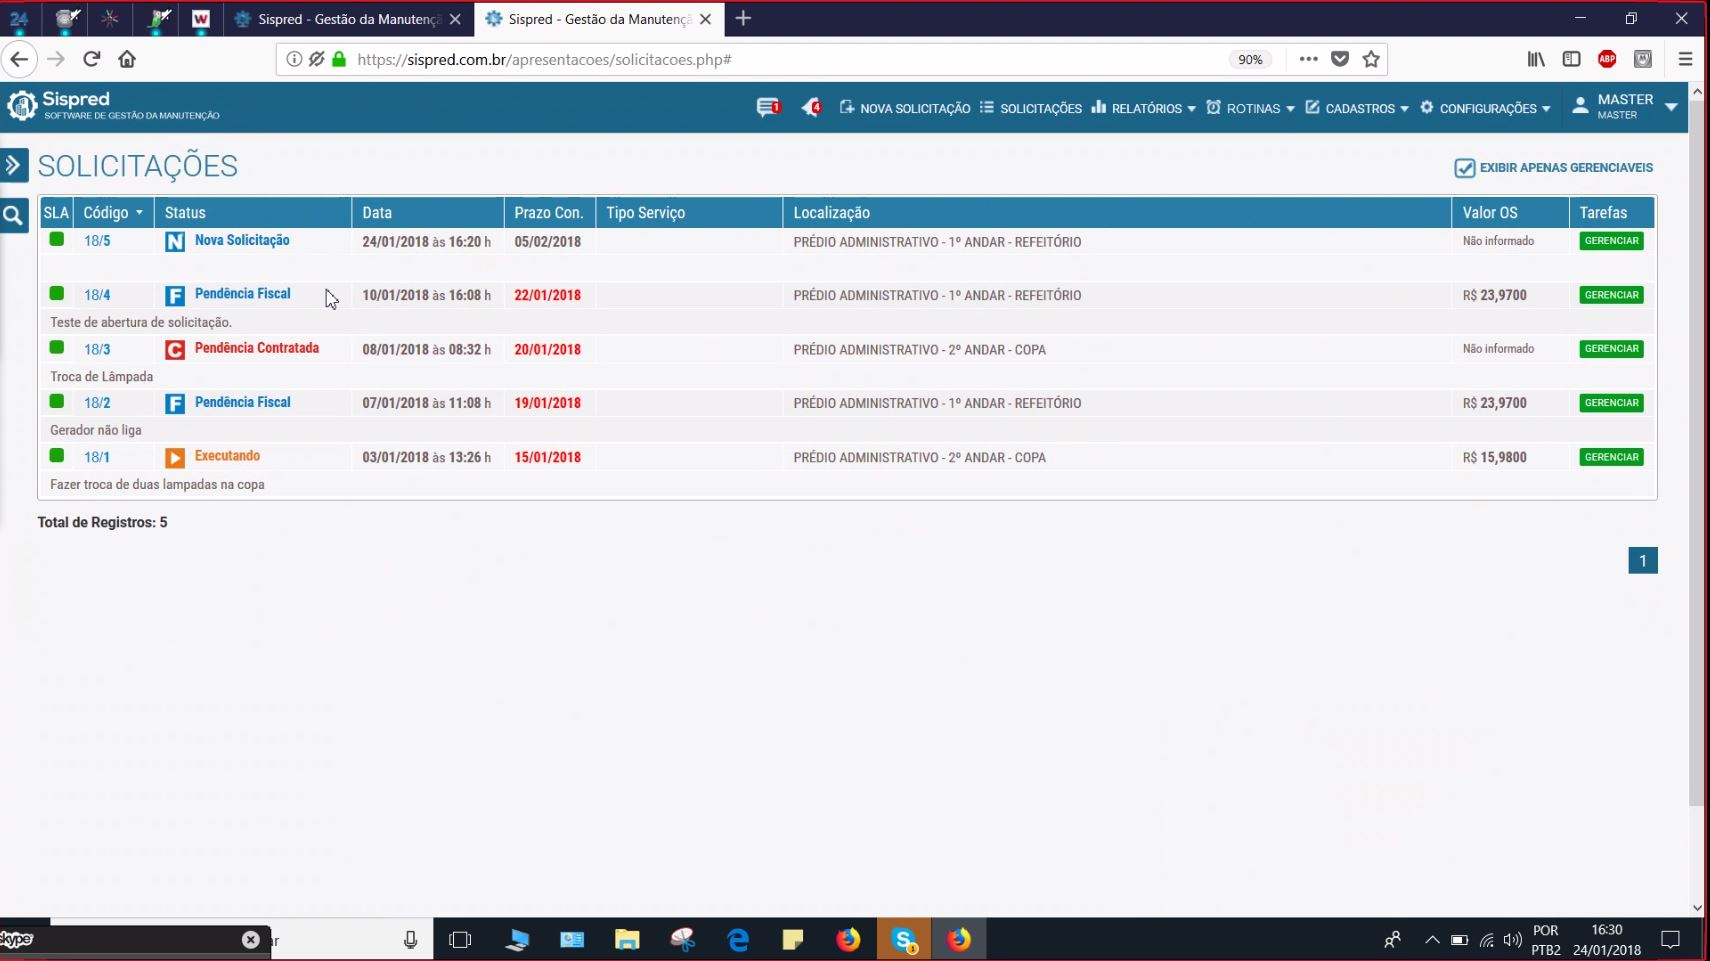 24
W
Sispred - Gestão da Manutençã
Sispred - Gestão da Manutençã
https://sispred.com.br/apresentacoes/solicitacoes.php#
90%
ABP
Sispred
SOFTWARE DE GESTÃO DA MANUTENÇÃO
1
4
NOVA SOLICITAÇÃO
SOLICITAÇÕES
RELATÓRIOS
ROTINAS
CADASTROS
CONFIGURAÇÕES
MASTER
MASTER
SOLICITAÇÕES
EXIBIR APENAS GERENCIAVEIS
SLA Código Status Data Prazo Con. Tipo Serviço Localização Valor OS Tarefas
18/5 N Nova Solicitação 24/01/2018 às 16:20 h 05/02/2018 PRÉDIO ADMINISTRATIVO - 1º ANDAR - REFEITÓRIO Não informado GERENCIAR
18/4 F Pendência Fiscal 10/01/2018 às 16:08 h 22/01/2018 PRÉDIO ADMINISTRATIVO - 1º ANDAR - REFEITÓRIO R$ 23,9700 GERENCIAR
Teste de abertura de solicitação.
18/3 C Pendência Contratada 08/01/2018 às 08:32 h 20/01/2018 PRÉDIO ADMINISTRATIVO - 2º ANDAR - COPA Não informado GERENCIAR
Troca de Lâmpada
18/2 F Pendência Fiscal 07/01/2018 às 11:08 h 19/01/2018 PRÉDIO ADMINISTRATIVO - 1º ANDAR - REFEITÓRIO R$ 23,9700 GERENCIAR
Gerador não liga
18/1 Executando 03/01/2018 às 13:26 h 15/01/2018 PRÉDIO ADMINISTRATIVO - 2º ANDAR - COPA R$ 15,9800 GERENCIAR
Fazer troca de duas lampadas na copa
Total de Registros: 5
1
skype
ar
S
1
POR
PTB2
16:30
24/01/2018